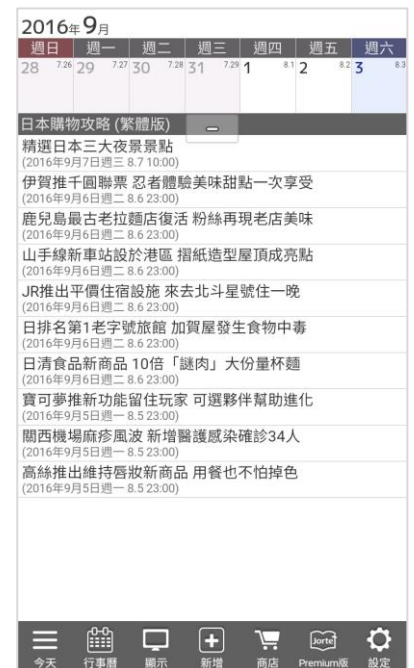 2016年9月
週日 週一 週二 週三 週四 週五 週六
28 7.26 29 7.27 30 7.28 31 7.29 1 8.1 2 8.2 3 8.3
日本購物攻略 (繁體版)
精選日本三大夜景景點
(2016年9月7日週三 8.7 10:00)
伊賀推千圓聯票 忍者體驗美味甜點一次享受
(2016年9月6日週二 8.6 23:00)
鹿兒島最古老拉麵店復活 粉絲再現老店美味
(2016年9月6日週二 8.6 23:00)
山手線新車站設於港區 摺紙造型屋頂成亮點
(2016年9月6日週二 8.6 23:00)
JR推出平價住宿設施 來去北斗星號住一晚
(2016年9月6日週二 8.6 23:00)
日排名第1老字號旅館 加賀屋發生食物中毒
(2016年9月6日週二 8.6 23:00)
日清食品新商品 10倍「謎肉」大份量杯麵
(2016年9月6日週二 8.6 23:00)
寶可夢推新功能留住玩家 可選夥伴幫助進化
(2016年9月5日週一 8.5 23:00)
關西機場麻疹風波 新增醫護感染確診34人
(2016年9月5日週一 8.5 23:00)
高絲推出維持唇妝新商品 用餐也不怕掉色
(2016年9月5日週一 8.5 23:00)
Jorte
今天 行事曆 顯示 新增 商店 Premium版 設定